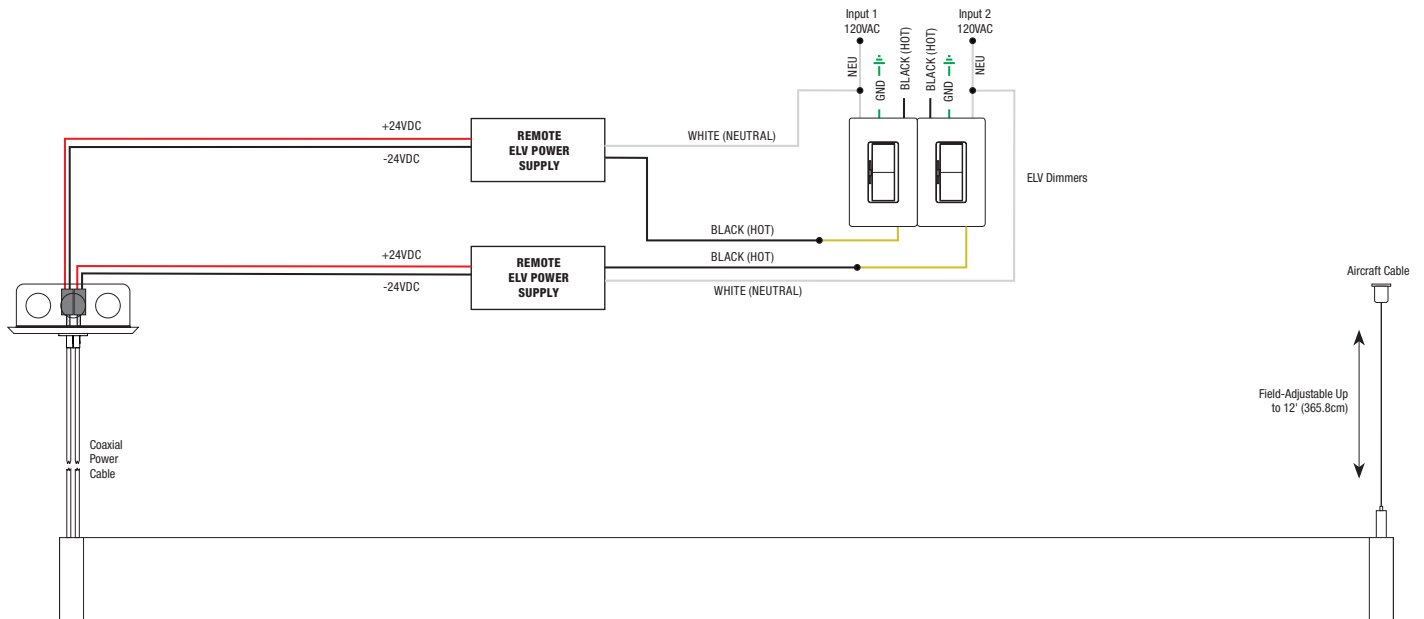 Input 1
120VAC
Input 2
120VAC
NEU
GND
BLACK (HOT)
BLACK (HOT)
GND
NEU
+24VDC
-24VDC
REMOTE
ELV POWER
SUPPLY
WHITE (NEUTRAL)
ELV Dimmers
BLACK (HOT)
+24VDC
-24VDC
REMOTE
ELV POWER
SUPPLY
BLACK (HOT)
WHITE (NEUTRAL)
Aircraft Cable
Field-Adjustable Up
to 12' (365.8cm)
Coaxial
Power
Cable